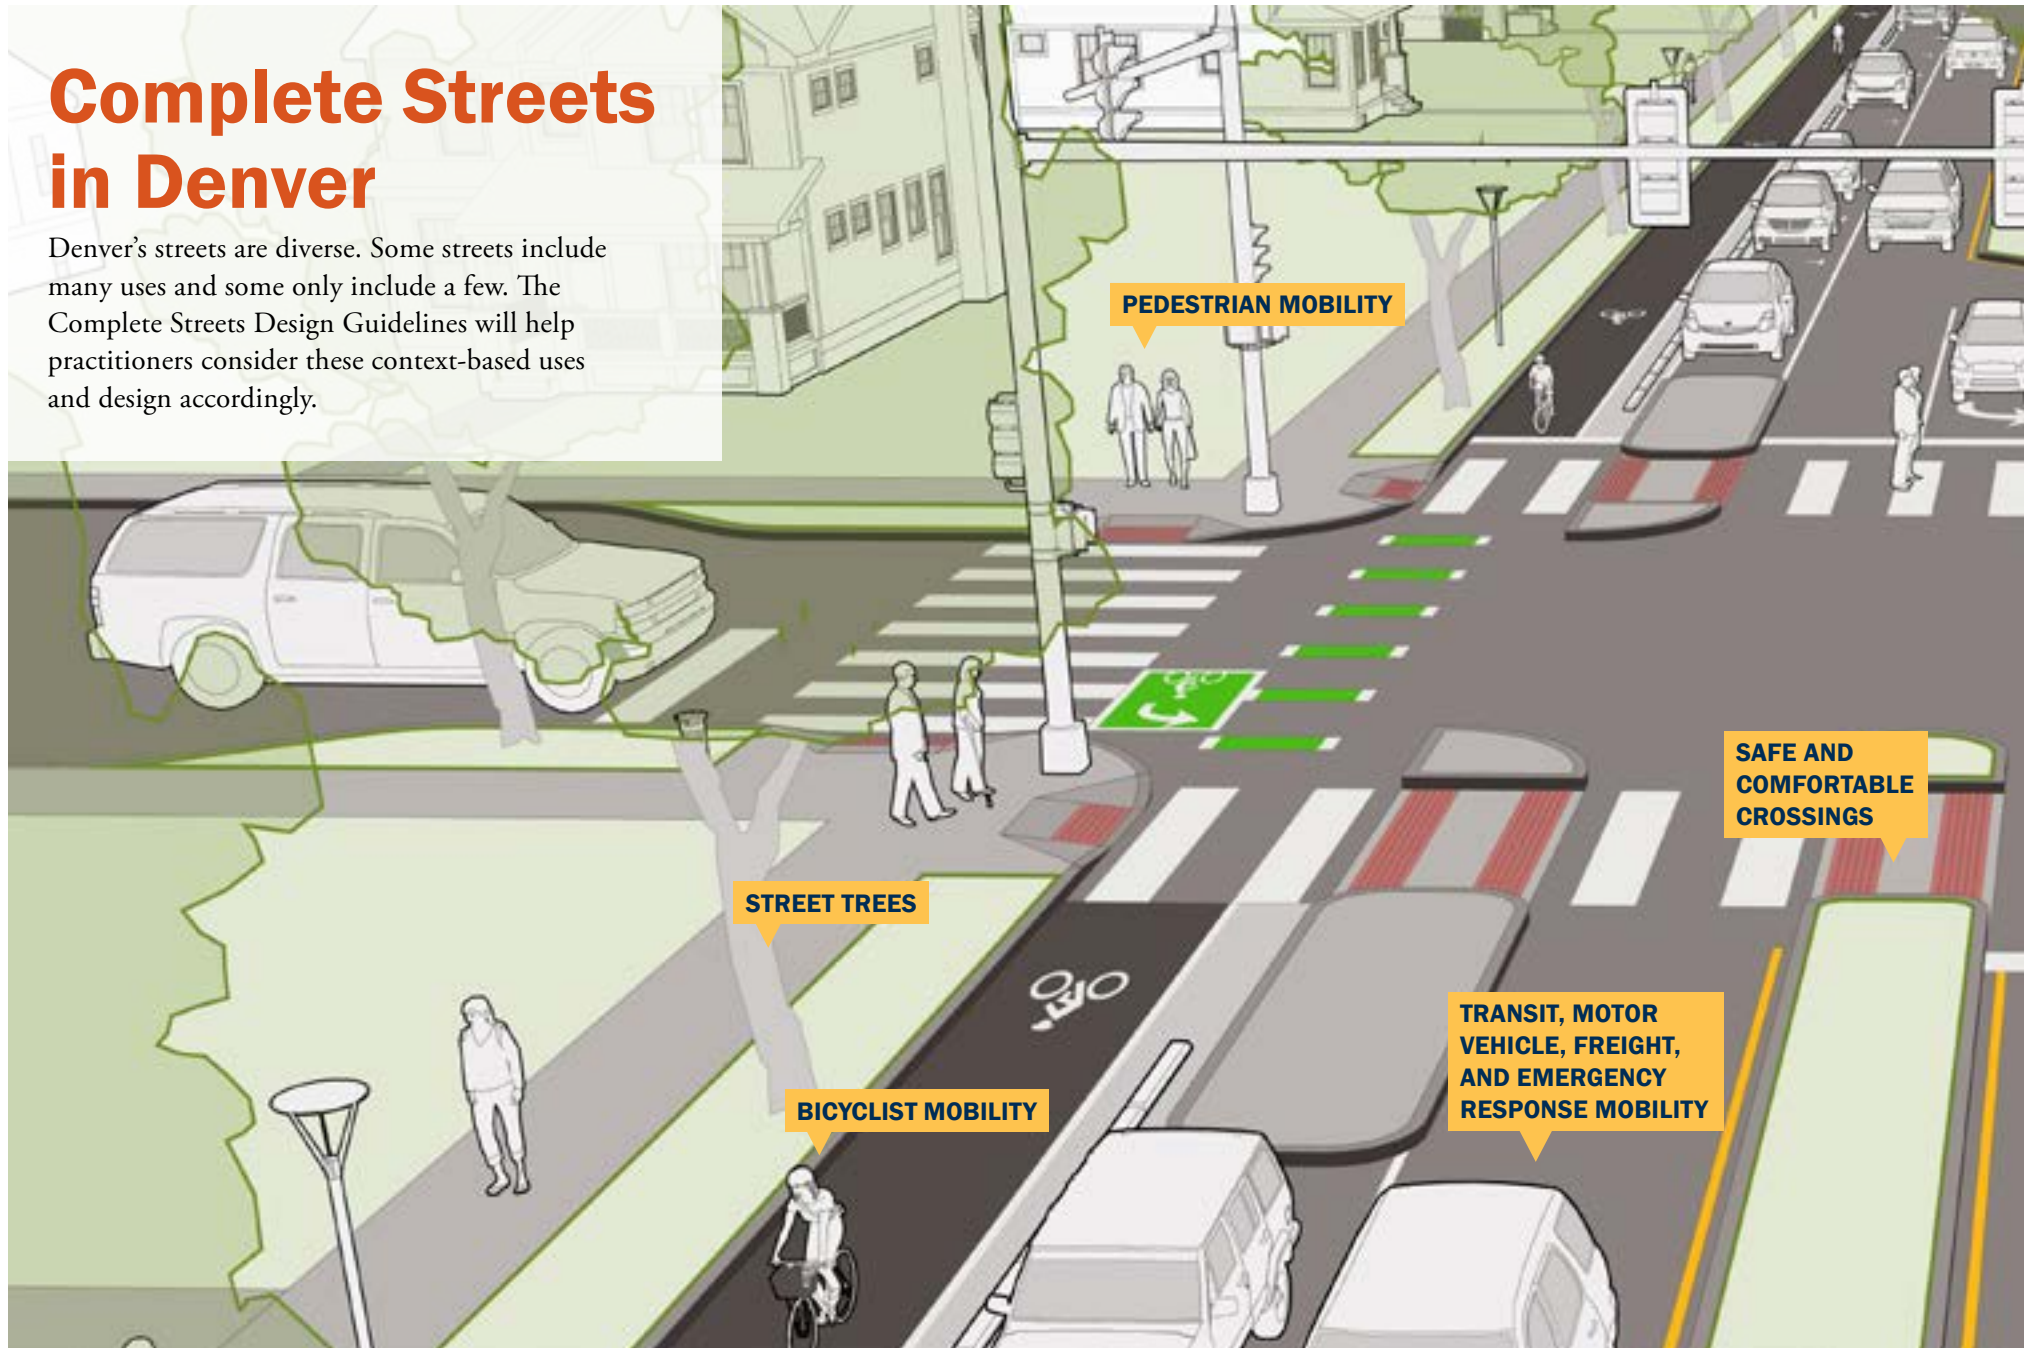 Complete Streets
in Denver
Denver’s streets are diverse. Some streets include
many uses and some only include a few. The
Complete Streets Design Guidelines will help
practitioners consider these context-based uses
and design accordingly.
PEDESTRIAN MOBILITY
SAFE AND
COMFORTABLE
CROSSINGS
STREET TREES
TRANSIT, MOTOR
VEHICLE, FREIGHT,
AND EMERGENCY
RESPONSE MOBILITY
BICYCLIST MOBILITY